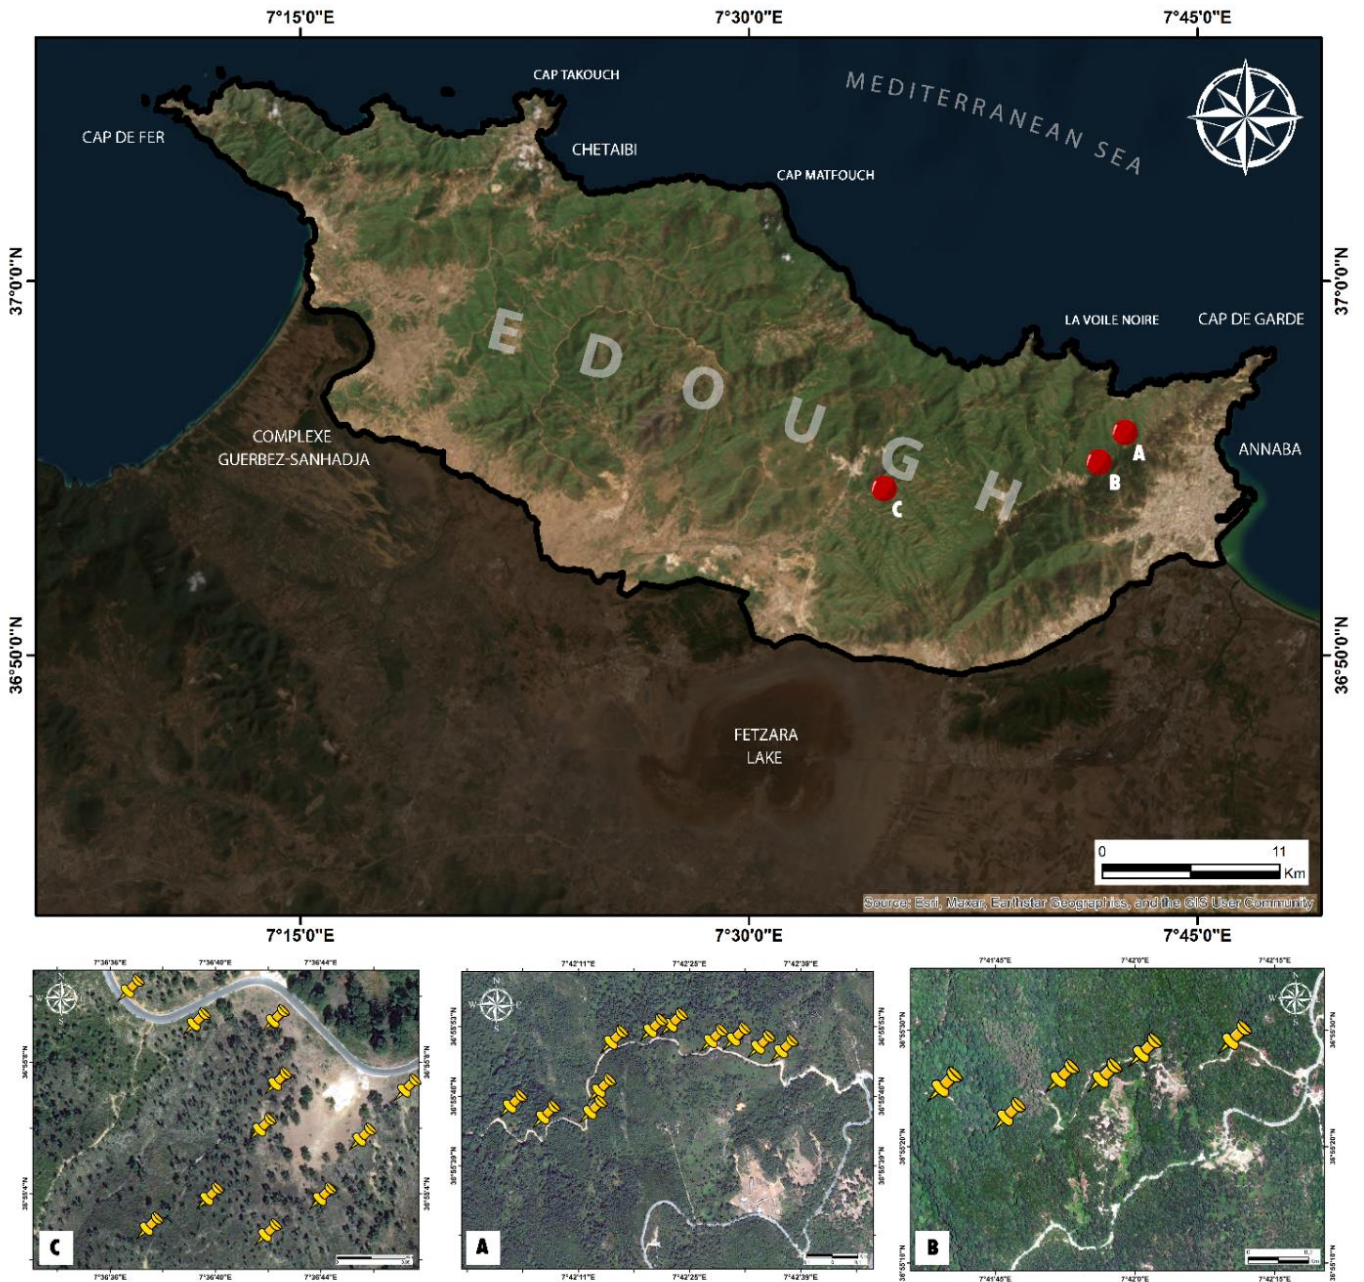 7°15'0"E
7°30'0"E
7°45'0"E
CAP TAKOUCH
MEDITERRANEAN SEA
CAP DE FER
CHETAIBI
CAP MATFOUCH
37°0'0"N
37°0'0"N
LA VOILE NOIRE
CAP DE GARDE
EDOUGH
COMPLEXE
GUERBEZ-SANHADJA
ANNABA
A
B
C
36°50'0"N
36°50'0"N
FETZARA
LAKE
0 11
Km
Source: Esri, Maxar, Earthstar Geographics, and the GIS User Community
7°15'0"E
7°30'0"E
7°45'0"E
7°36'36"E
7°36'40"E
7°36'44"E
N
W
S
C
7°36'36"E
7°36'40"E
7°36'44"E
7°42'11"E
7°42'25"E
7°42'39"E
N
W
S
A
7°42'11"E
7°42'25"E
7°42'39"E
7°41'45"E
7°42'0"E
7°42'15"E
N
W
S
B
7°41'45"E
7°42'0"E
7°42'15"E